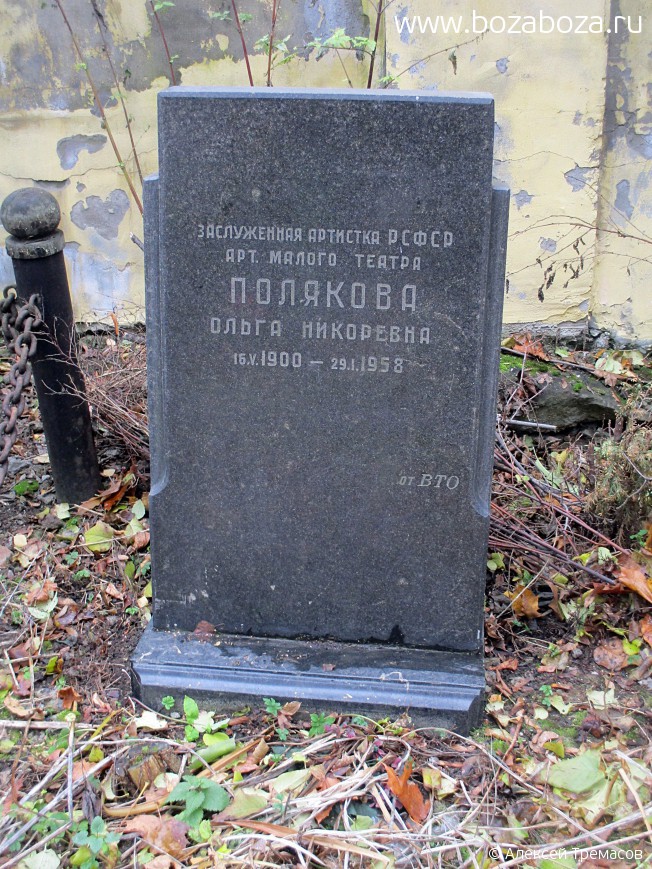 www.bozaboza.ru
ЗАСЛУЖЕННАЯ АРТИСТКА РСФСР
АРТ. МАЛОГО ТЕАТРА
ПОЛЯКОВА
ОЛЬГА НИКОРЕВНА
16.V.1900 — 29.I.1958
от ВТО
© Алексей Тремасов